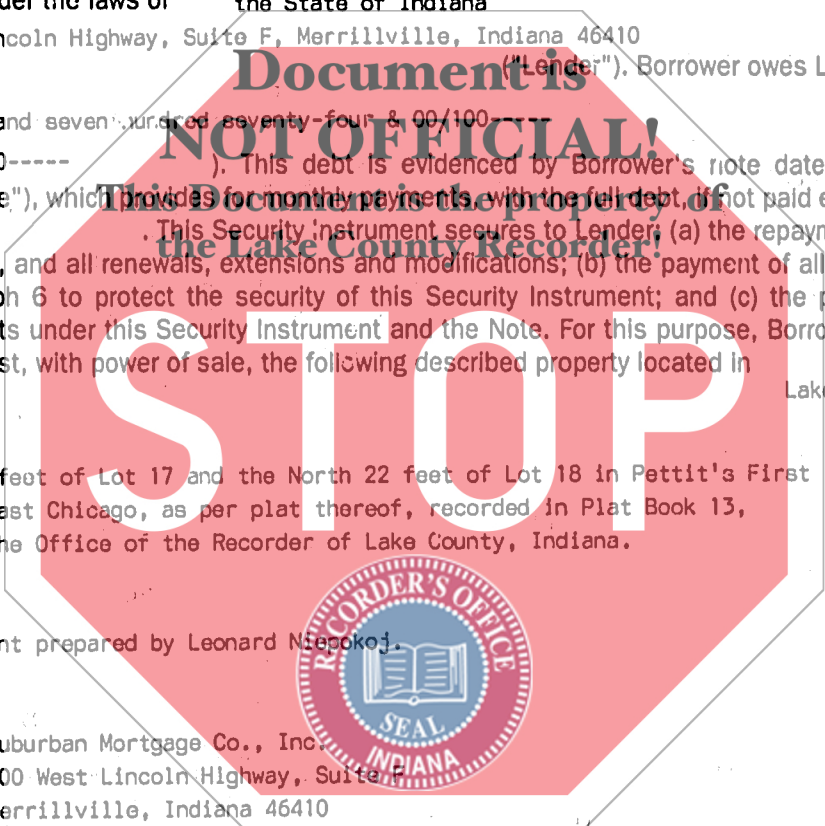 der the laws of the State of Indiana
ncoln Highway, Suite F, Merrillville, Indiana 46410
Document is
("Lender"). Borrower owes L
and seven hundred seventy-four & 00/100-----
NOT OFFICIAL!
0----- ). This debt is evidenced by Borrower's note date
e"), which provides for monthly payments, with the full debt, if not paid e
This Document is the property of
. This Security Instrument secures to Lender: (a) the repaym
the Lake County Recorder!
, and all renewals, extensions and modifications; (b) the payment of all
h 6 to protect the security of this Security Instrument; and (c) the p
ts under this Security Instrument and the Note. For this purpose, Borro
st, with power of sale, the following described property located in
Lake
STOP
feet of Lot 17 and the North 22 feet of Lot 18 in Pettit's First
ast Chicago, as per plat thereof, recorded in Plat Book 13,
he Office of the Recorder of Lake County, Indiana.
RECORDER'S OFFICE
nt prepared by Leonard Niepokoj.
SEAL
INDIANA
uburban Mortgage Co., Inc.
00 West Lincoln Highway, Suite F
errillville, Indiana 46410